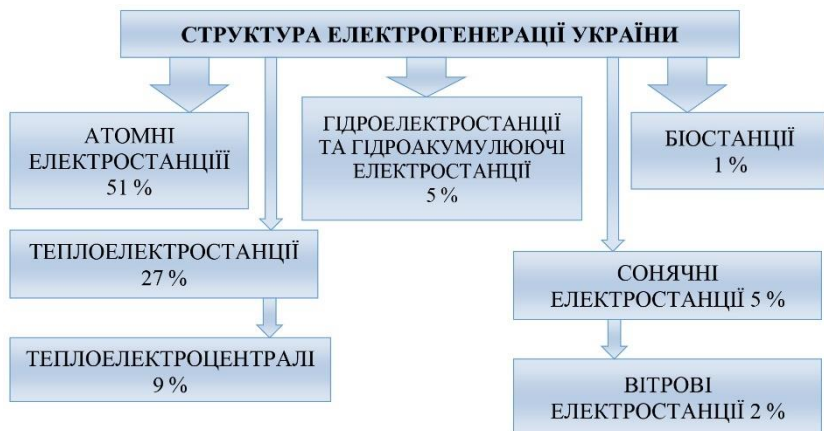 СТРУКТУРА ЕЛЕКТРОГЕНЕРАЦІЇ УКРАЇНИ
АТОМНІ
ЕЛЕКТРОСТАНЦІЇЇ
51 %
ГІДРОЕЛЕКТРОСТАНЦІЇ
ТА ГІДРОАКУМУЛЮЮЧІ
ЕЛЕКТРОСТАНЦІЇ
5 %
БІОСТАНЦІЇ
1 %
ТЕПЛОЕЛЕКТРОСТАНЦІЇ
27 %
СОНЯЧНІ
ЕЛЕКТРОСТАНЦІЇ 5 %
ТЕПЛОЕЛЕКТРОЦЕНТРАЛІ
9 %
ВІТРОВІ
ЕЛЕКТРОСТАНЦІЇ 2 %